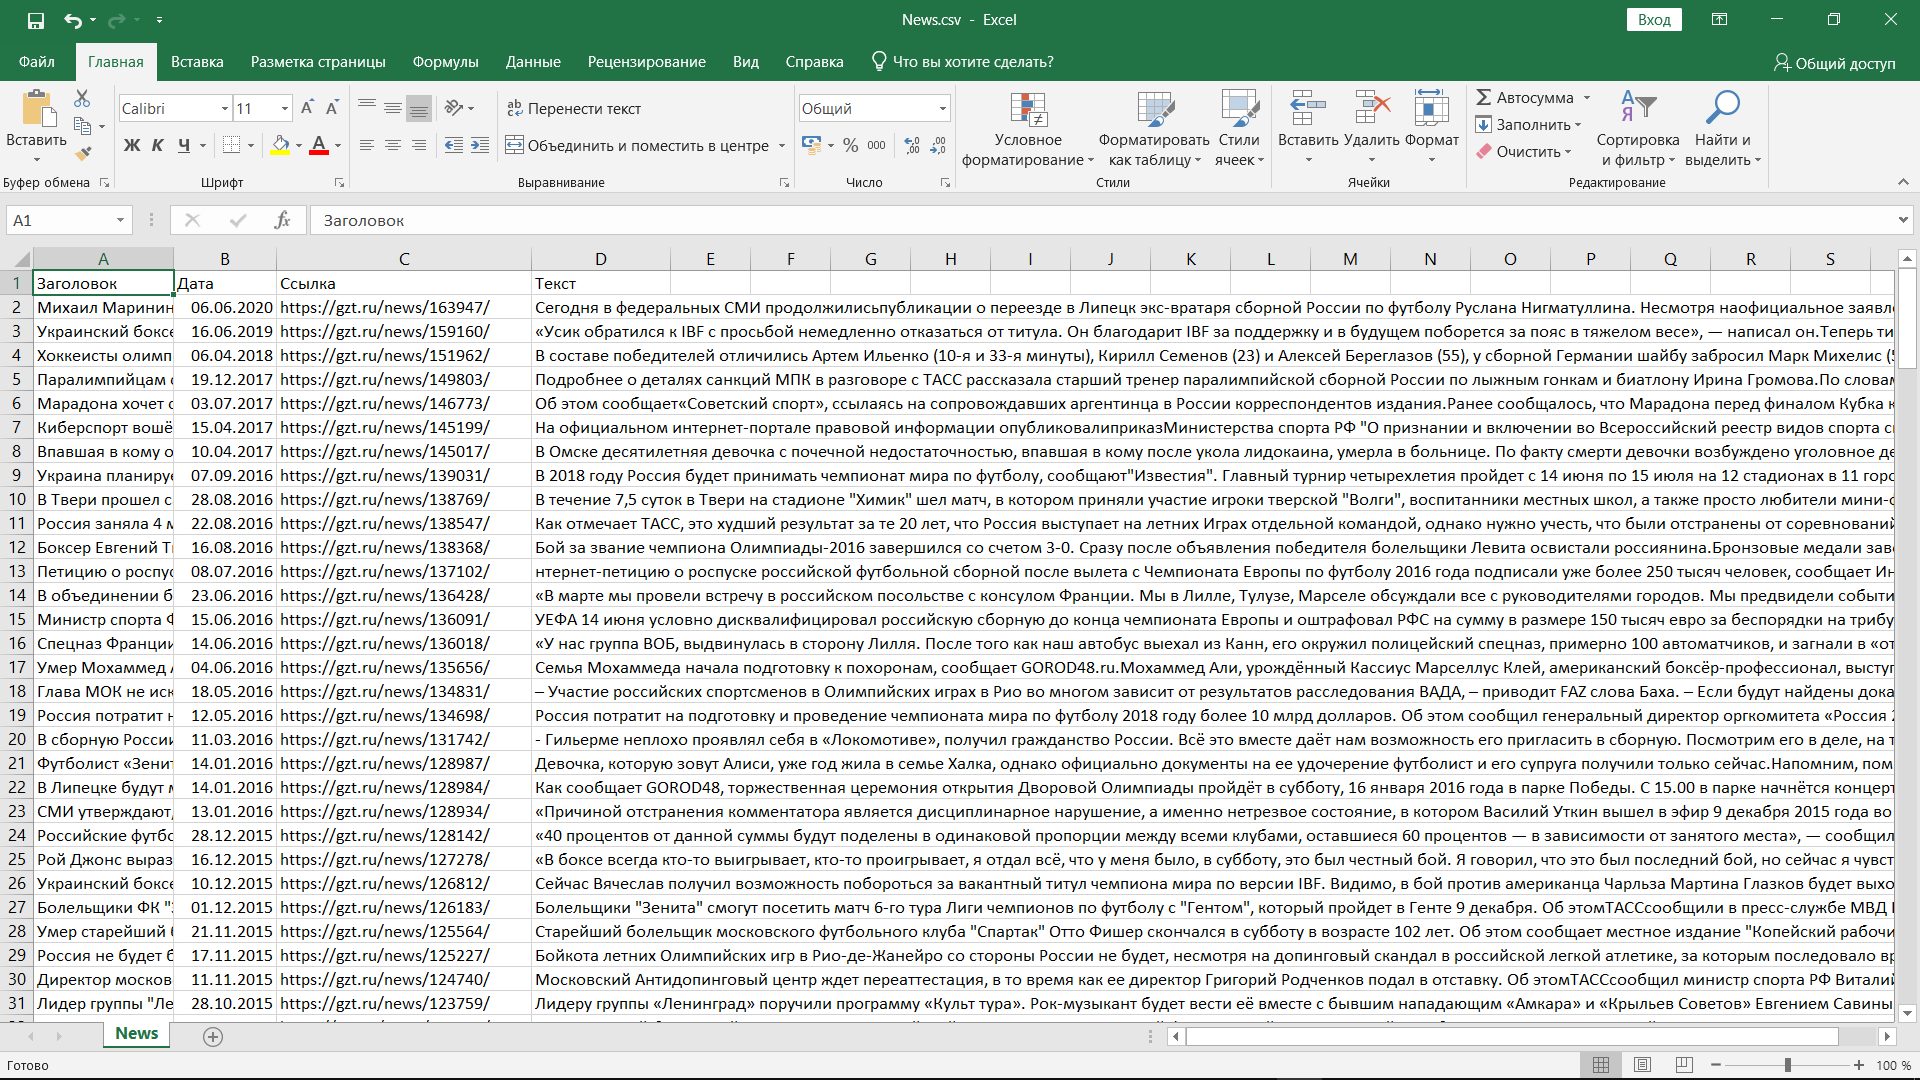 News.csv - Excel
Вход
Файл Главная Вставка Разметка страницы Формулы Данные Рецензирование Вид Справка Что вы хотите сделать? Общий доступ
Вставить
Calibri 11
Ж К Ч
Перенести текст
Объединить и поместить в центре
Общий
% 000
Условное форматирование
Форматировать как таблицу
Стили ячеек
Вставить Удалить Формат
Автосумма
Заполнить
Очистить
Сортировка и фильтр
Найти и выделить
Буфер обмена Шрифт Выравнивание Число Стили Ячейки Редактирование
A1 fx Заголовок
A B C D E F G H I J K L M N O P Q R S
1 Заголовок Дата Ссылка Текст
2 Михаил Маринин 06.06.2020 https://gzt.ru/news/163947/ Сегодня в федеральных СМИ продолжилисьпубликации о переезде в Липецк экс-вратаря сборной России по футболу Руслана Нигматуллина. Несмотря наофициальное заявле
3 Украинский боксе 16.06.2019 https://gzt.ru/news/159160/ «Усик обратился к IBF с просьбой немедленно отказаться от титула. Он благодарит IBF за поддержку и в будущем поборется за пояс в тяжелом весе», — написал он.Теперь ти
4 Хоккеисты олимп 06.04.2018 https://gzt.ru/news/151962/ В составе победителей отличились Артем Ильенко (10-я и 33-я минуты), Кирилл Семенов (23) и Алексей Береглазов (55), у сборной Германии шайбу забросил Марк Михелис (5
5 Паралимпийцам 19.12.2017 https://gzt.ru/news/149803/ Подробнее о деталях санкций МПК в разговоре с ТАСС рассказала старший тренер паралимпийской сборной России по лыжным гонкам и биатлону Ирина Громова.По словам
6 Марадона хочет 03.07.2017 https://gzt.ru/news/146773/ Об этом сообщает«Советский спорт», ссылаясь на сопровождавших аргентинца в России корреспондентов издания.Ранее сообщалось, что Марадона перед финалом Кубка к
7 Киберспорт вошё 15.04.2017 https://gzt.ru/news/145199/ На официальном интернет-портале правовой информации опубликовалиприказМинистерства спорта РФ "О признании и включении во Всероссийский реестр видов спорта с
8 Впавшая в кому о 10.04.2017 https://gzt.ru/news/145017/ В Омске десятилетняя девочка с почечной недостаточностью, впавшая в кому после укола лидокаина, умерла в больнице. По факту смерти девочки возбуждено уголовное де
9 Украина планируе 07.09.2016 https://gzt.ru/news/139031/ В 2018 году Россия будет принимать чемпионат мира по футболу, сообщают"Известия". Главный турнир четырехлетия пройдет с 14 июня по 15 июля на 12 стадионах в 11 горо
10 В Твери прошел с 28.08.2016 https://gzt.ru/news/138769/ В течение 7,5 суток в Твери на стадионе "Химик" шел матч, в котором приняли участие игроки тверской "Волги", воспитанники местных школ, а также просто любители мини-
11 Россия заняла 4 м 22.08.2016 https://gzt.ru/news/138547/ Как отмечает ТАСС, это худший результат за те 20 лет, что Россия выступает на летних Играх отдельной командой, однако нужно учесть, что были отстранены от соревнований
12 Боксер Евгений Т 16.08.2016 https://gzt.ru/news/138368/ Бой за звание чемпиона Олимпиады-2016 завершился со счетом 3-0. Сразу после объявления победителя болельщики Левита освистали россиянина.Бронзовые медали зав
13 Петицию о роспус 08.07.2016 https://gzt.ru/news/137102/ нтернет-петицию о роспуске российской футбольной сборной после вылета с Чемпионата Европы по футболу 2016 года подписали уже более 250 тысяч человек, сообщает Ин
14 В объединении б 23.06.2016 https://gzt.ru/news/136428/ «В марте мы провели встречу в российском посольстве с консулом Франции. Мы в Лилле, Тулузе, Марселе обсуждали все с руководителями городов. Мы предвидели событи
15 Министр спорта Ф 15.06.2016 https://gzt.ru/news/136091/ УЕФА 14 июня условно дисквалифицировал российскую сборную до конца чемпионата Европы и оштрафовал РФС на сумму в размере 150 тысяч евро за беспорядки на трибу
16 Спецназ Франции 14.06.2016 https://gzt.ru/news/136018/ «У нас группа ВОБ, выдвинулась в сторону Лилля. После того как наш автобус выехал из Канн, его окружил полицейский спецназ, примерно 100 автоматчиков, и загнали в «от
17 Умер Мохаммед А 04.06.2016 https://gzt.ru/news/135656/ Семья Мохаммеда начала подготовку к похоронам, сообщает GOROD48.ru.Мохаммед Али, урождённый Кассиус Марселлус Клей, американский боксёр-профессионал, выступ
18 Глава МОК не иск 18.05.2016 https://gzt.ru/news/134831/ – Участие российских спортсменов в Олимпийских играх в Рио во многом зависит от результатов расследования ВАДА, – приводит FAZ слова Баха. – Если будут найдены дока
19 Россия потратит н 12.05.2016 https://gzt.ru/news/134698/ Россия потратит на подготовку и проведение чемпионата мира по футболу 2018 году более 10 млрд долларов. Об этом сообщил генеральный директор оргкомитета «Россия 2
20 В сборную России 11.03.2016 https://gzt.ru/news/131742/ - Гильерме неплохо проявлял себя в «Локомотиве», получил гражданство России. Всё это вместе даёт нам возможность его пригласить в сборную. Посмотрим его в деле, на т
21 Футболист «Зенит 14.01.2016 https://gzt.ru/news/128987/ Девочка, которую зовут Алиси, уже год жила в семье Халка, однако официально документы на ее удочерение футболист и его супруга получили только сейчас.Напомним, пом
22 В Липецке будут м 14.01.2016 https://gzt.ru/news/128984/ Как сообщает GOROD48, торжественная церемония открытия Дворовой Олимпиады пройдёт в субботу, 16 января 2016 года в парке Победы. С 15.00 в парке начнётся концерт
23 СМИ утверждают, 13.01.2016 https://gzt.ru/news/128934/ «Причиной отстранения комментатора является дисциплинарное нарушение, а именно нетрезвое состояние, в котором Василий Уткин вышел в эфир 9 декабря 2015 года во
24 Российские футбо 28.12.2015 https://gzt.ru/news/128142/ «40 процентов от данной суммы будут поделены в одинаковой пропорции между всеми клубами, оставшиеся 60 процентов — в зависимости от занятого места», — сообщил
25 Рой Джонс выраз 16.12.2015 https://gzt.ru/news/127278/ «В боксе всегда кто-то выигрывает, кто-то проигрывает, я отдал всё, что у меня было, в субботу, это был честный бой. Я говорил, что это был последний бой, но сейчас я чувст
26 Украинский боксе 10.12.2015 https://gzt.ru/news/126812/ Сейчас Вячеслав получил возможность побороться за вакантный титул чемпиона мира по версии IBF. Видимо, в бой против американца Чарльза Мартина Глазков будет выхо
27 Болельщики ФК " 01.12.2015 https://gzt.ru/news/126183/ Болельщики "Зенита" смогут посетить матч 6-го тура Лиги чемпионов по футболу с "Гентом", который пройдет в Генте 9 декабря. Об этомТАССсообщили в пресс-службе МВД
28 Умер старейший 21.11.2015 https://gzt.ru/news/125564/ Старейший болельщик московского футбольного клуба "Спартак" Отто Фишер скончался в субботу в возрасте 102 лет. Об этом сообщает местное издание "Копейский рабочи
29 Россия не будет б 17.11.2015 https://gzt.ru/news/125227/ Бойкота летних Олимпийских игр в Рио-де-Жанейро со стороны России не будет, несмотря на допинговый скандал в российской легкой атлетике, за которым последовало вр
30 Директор москов 11.11.2015 https://gzt.ru/news/124740/ Московский Антидопинговый центр ждет переаттестации, в то время как ее директор Григорий Родченков подал в отставку. Об этомТАССсообщил министр спорта РФ Виталий
31 Лидер группы "Ле 28.10.2015 https://gzt.ru/news/123759/ Лидеру группы «Ленинград» поручили программу «Культ тура». Рок-музыкант будет вести её вместе с бывшим нападающим «Амкара» и «Крыльев Советов» Евгением Савины
News
Готово 100 %